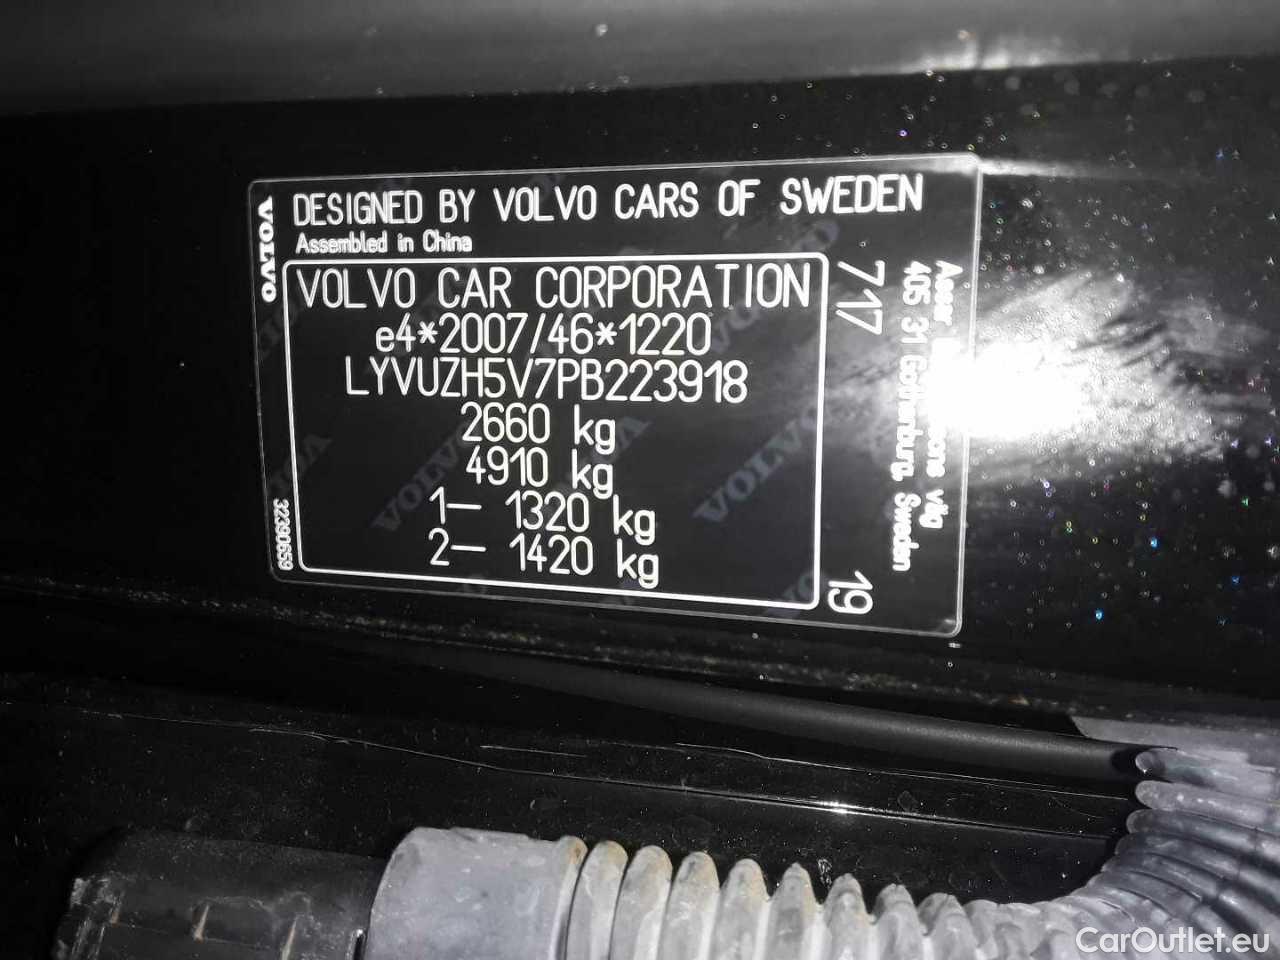 VOLVO
DESIGNED BY VOLVO CARS OF SWEDEN
Assembled in China
VOLVO CAR CORPORATION
e4*2007/46*1220
LYVUZH5V7PB223918
2660 kg
4910 kg
1– 1320 kg
2– 1420 kg
32390659
717
19
väg
405 31 Gothenburg, Sweden
CarOutlet.eu